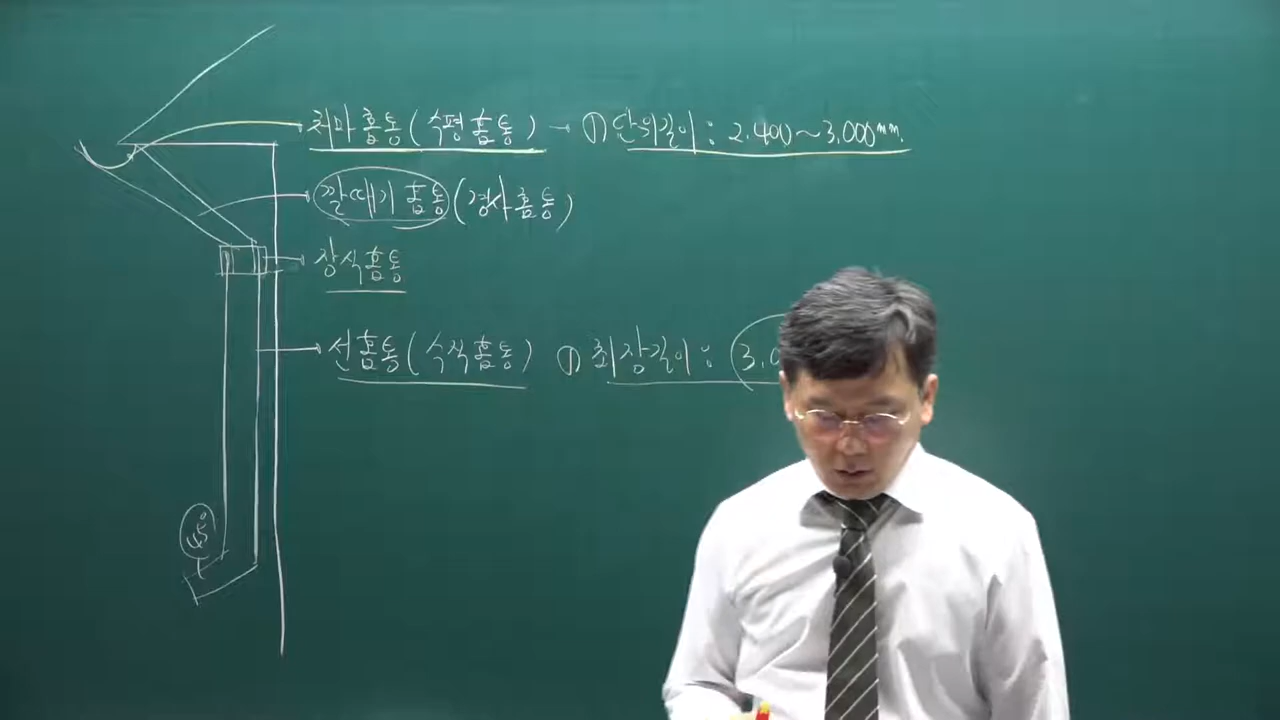 처마홈통(수평홈통) → ① 단위길이 : 2.400~3.000mm.
깔때기 홈통(경사홈통)
장식홈통
선홈통(수직홈통) ① 최장길이 : 3.0